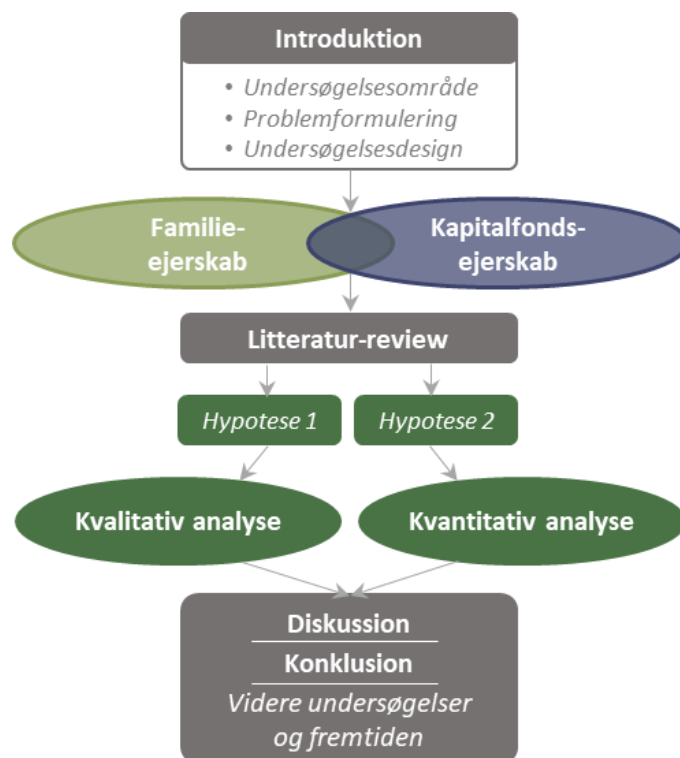 Introduktion
• Undersøgelsesområde
• Problemformulering
• Undersøgelsesdesign
Familie-
ejerskab
Kapitalfonds-
ejerskab
Litteratur-review
Hypotese 1
Hypotese 2
Kvalitativ analyse
Kvantitativ analyse
Diskussion
Konklusion
Videre undersøgelser
og fremtiden